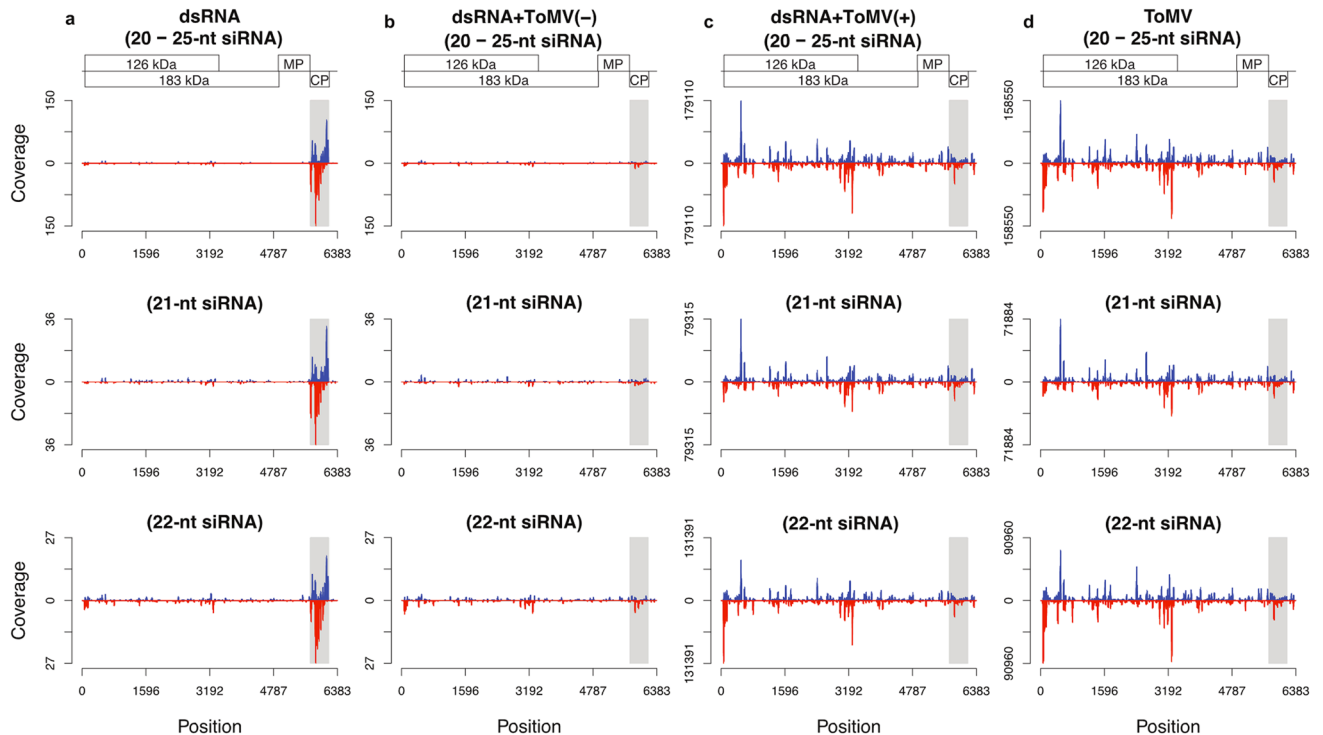 a
dsRNA
(20 – 25-nt siRNA)
126 kDa
MP
183 kDa
CP
b
dsRNA+ToMV(–)
(20 – 25-nt siRNA)
126 kDa
MP
183 kDa
CP
c
dsRNA+ToMV(+)
(20 – 25-nt siRNA)
126 kDa
MP
183 kDa
CP
d
ToMV
(20 – 25-nt siRNA)
126 kDa
MP
183 kDa
CP
Coverage
150
0
150
0 1596 3192 4787 6383
150
0
150
0 1596 3192 4787 6383
179110
0
179110
0 1596 3192 4787 6383
158550
0
158550
0 1596 3192 4787 6383
(21-nt siRNA)
Coverage
36
0
36
0 1596 3192 4787 6383
(21-nt siRNA)
36
0
36
0 1596 3192 4787 6383
(21-nt siRNA)
79315
0
79315
0 1596 3192 4787 6383
(21-nt siRNA)
71884
0
71884
0 1596 3192 4787 6383
(22-nt siRNA)
Coverage
27
0
27
0 1596 3192 4787 6383
Position
(22-nt siRNA)
27
0
27
0 1596 3192 4787 6383
Position
(22-nt siRNA)
131391
0
131391
0 1596 3192 4787 6383
Position
(22-nt siRNA)
90960
0
90960
0 1596 3192 4787 6383
Position